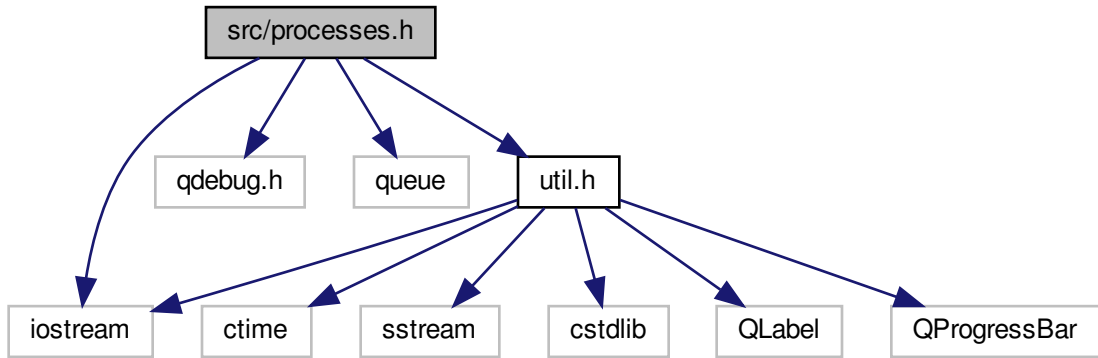 src/processes.h
qdebug.h
queue
util.h
iostream
ctime
sstream
cstdlib
QLabel
QProgressBar